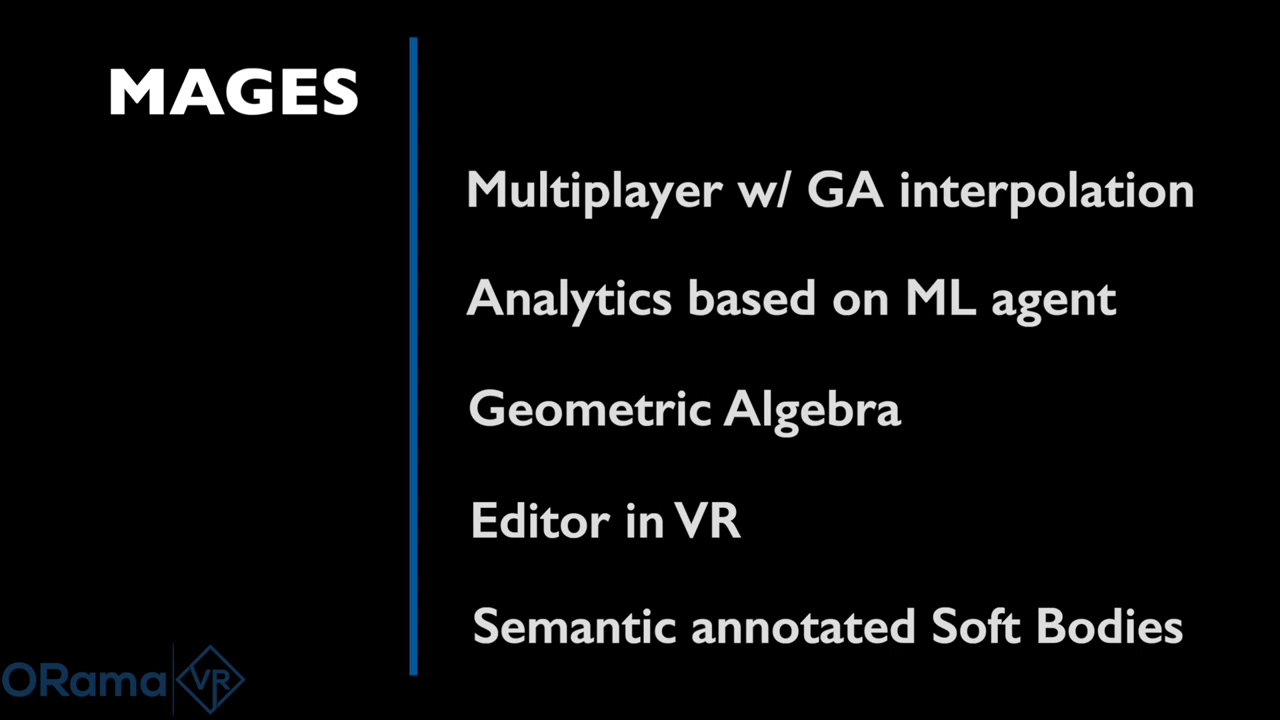 MAGES
Multiplayer w/ GA interpolation
Analytics based on ML agent
Geometric Algebra
Editor in VR
Semantic annotated Soft Bodies
ORama VR